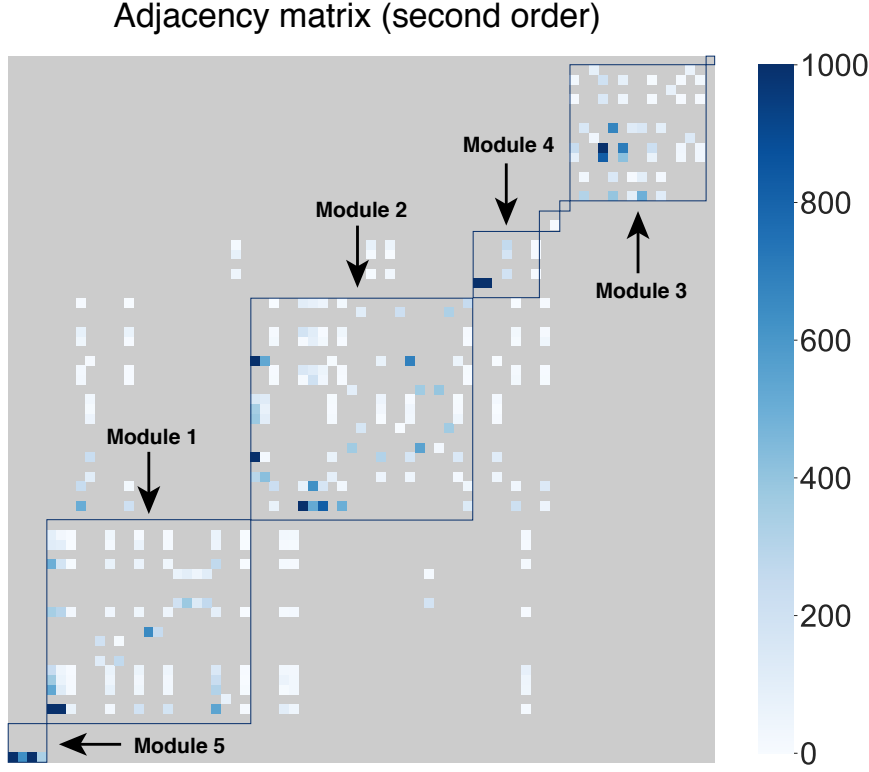 Adjacency matrix (second order)
1000
Module 4
Module 2
800
Module 3
600
Module 1
400
200
Module 5
0